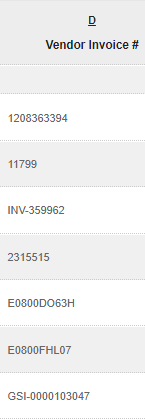 D
Vendor Invoice #
1208363394
11799
INV-359962
2315515
E0800DO63H
E0800FHL07
GSI-0000103047